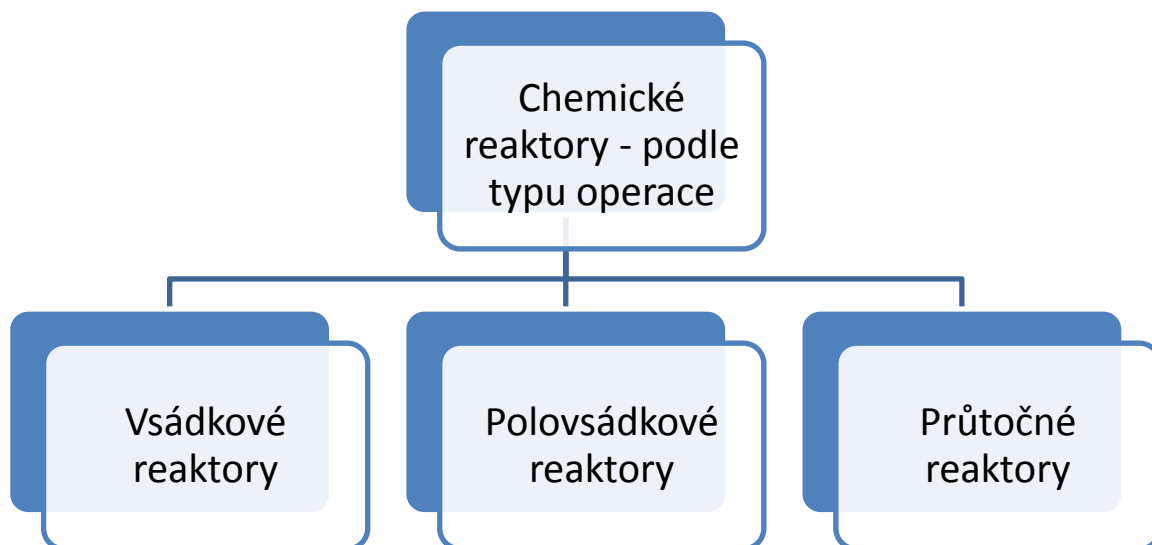 Chemické
reaktory - podle
typu operace
Vsádkové
reaktory
Polovsádkové
reaktory
Průtočné
reaktory